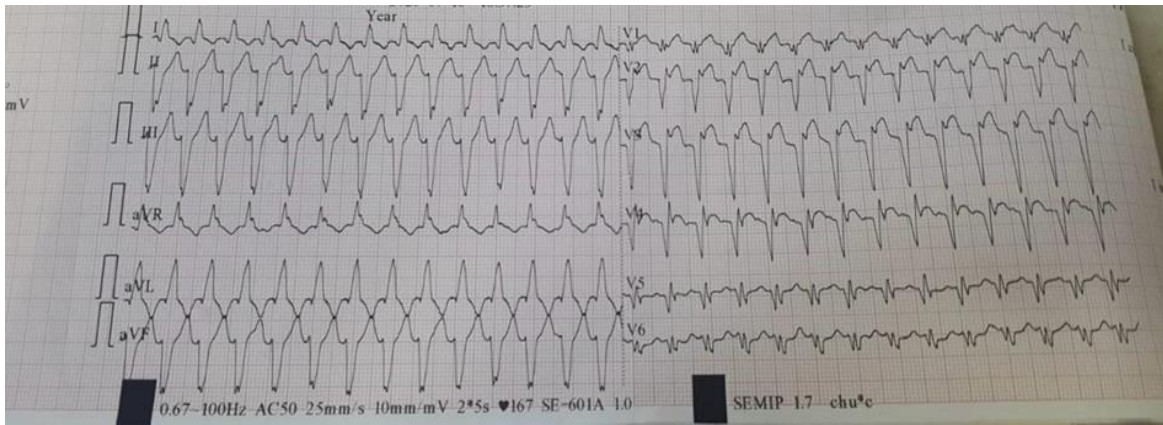 Year
I
V1
II
V2
mV
III
V3
aVR
V4
aVL
V5
aVF
V6
0.67~100Hz AC50 25mm/s 10mm/mV 2*5s ♥167 SE-601A 1.0
SEMIP 1.7 chu*c